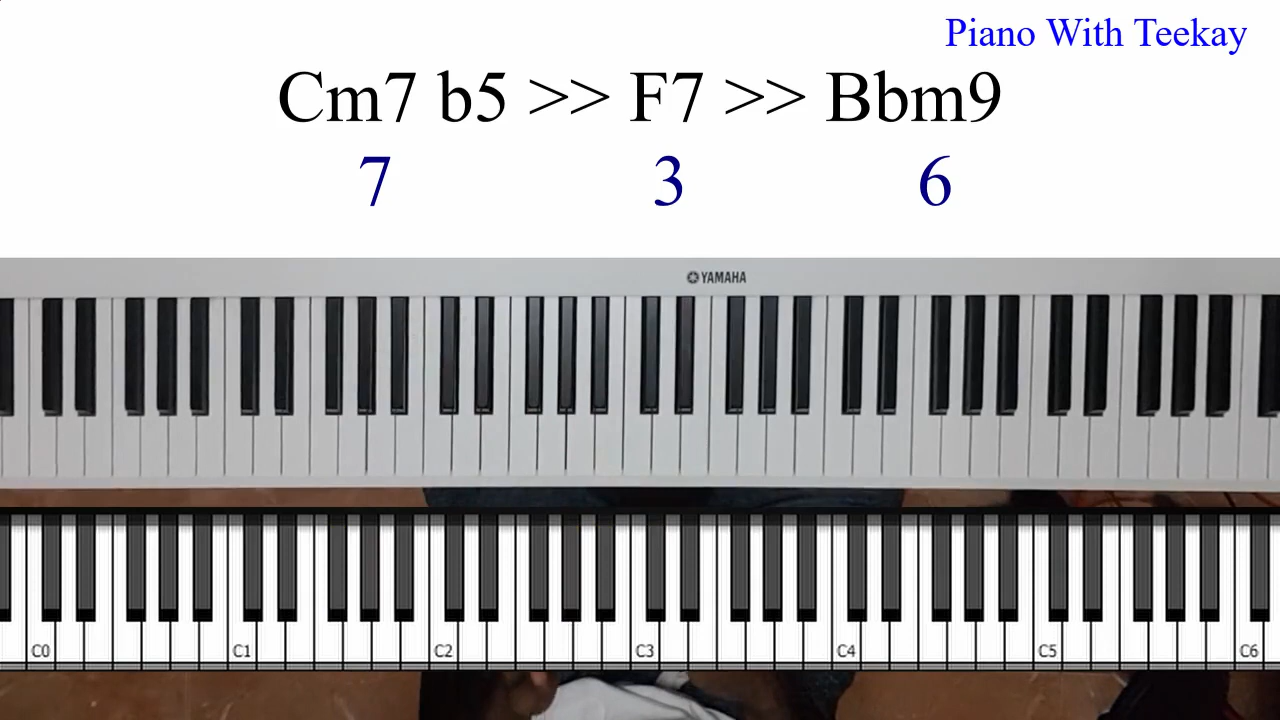 Piano With Teekay
Cm7 b5 >> F7 >> Bbm9
7 3 6
YAMAHA
C0 C1 C2 C3 C4 C5 C6